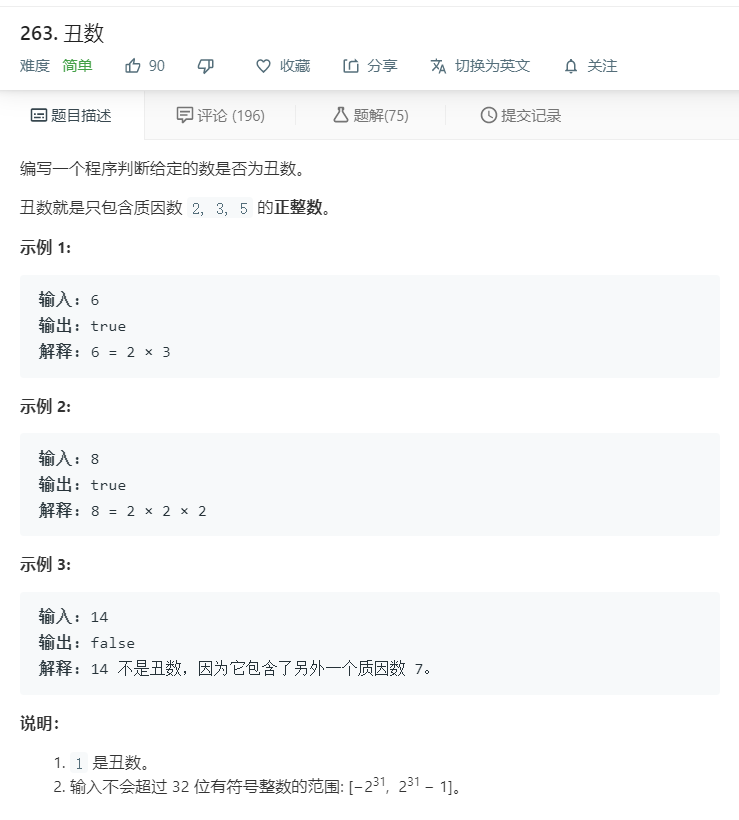 263. 丑数
难度 简单 90 收藏 分享 切换为英文 关注
题目描述 评论 (196) 题解(75) 提交记录
编写一个程序判断给定的数是否为丑数。
丑数就是只包含质因数 2, 3, 5 的正整数。
示例 1:
输入: 6
输出: true
解释: 6 = 2 × 3
示例 2:
输入: 8
输出: true
解释: 8 = 2 × 2 × 2
示例 3:
输入: 14
输出: false
解释: 14 不是丑数，因为它包含了另外一个质因数 7。
说明：
1. 1 是丑数。
2. 输入不会超过 32 位有符号整数的范围: [−2³¹, 2³¹ − 1]。